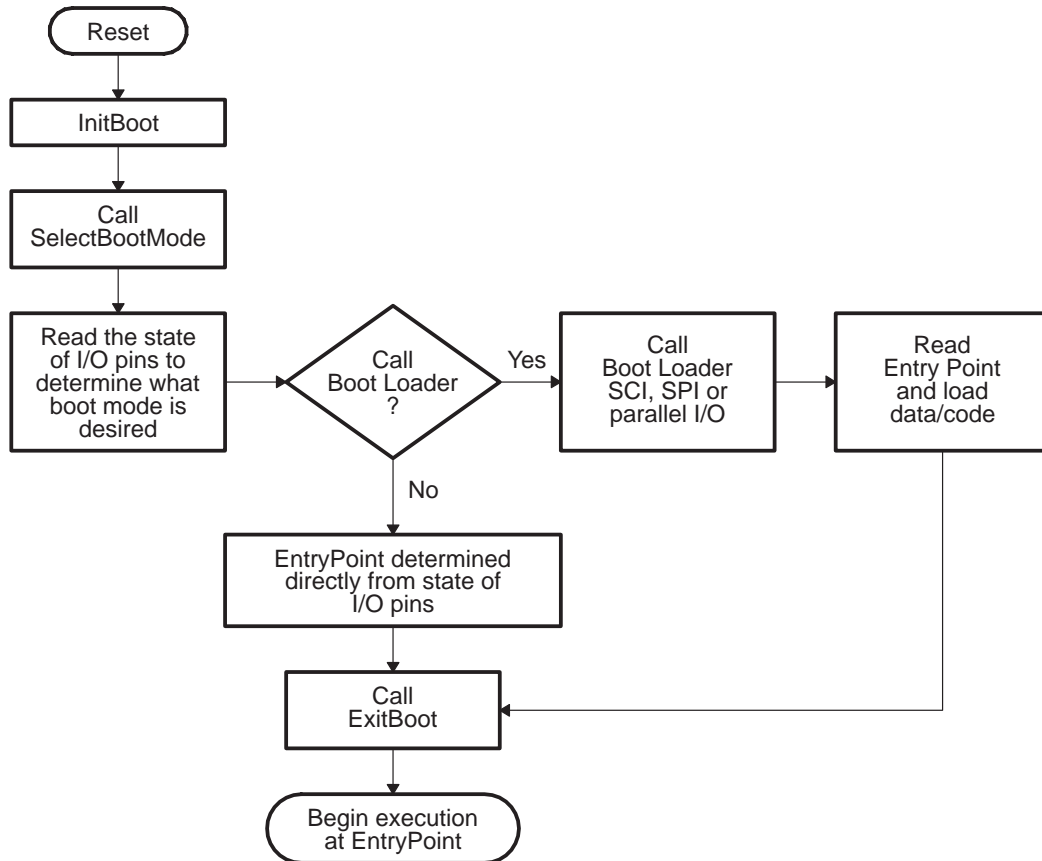 Reset
InitBoot
Call
SelectBootMode
Read the state
of I/O pins to
determine what
boot mode is
desired
Call
Boot Loader
?
Yes
Call
Boot Loader
SCI, SPI or
parallel I/O
Read
Entry Point
and load
data/code
No
EntryPoint determined
directly from state of
I/O pins
Call
ExitBoot
Begin execution
at EntryPoint